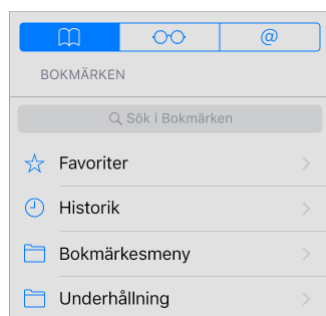 @
BOKMÄRKEN
Sök i Bokmärken
Favoriter
Historik
Bokmärkesmeny
Underhållning